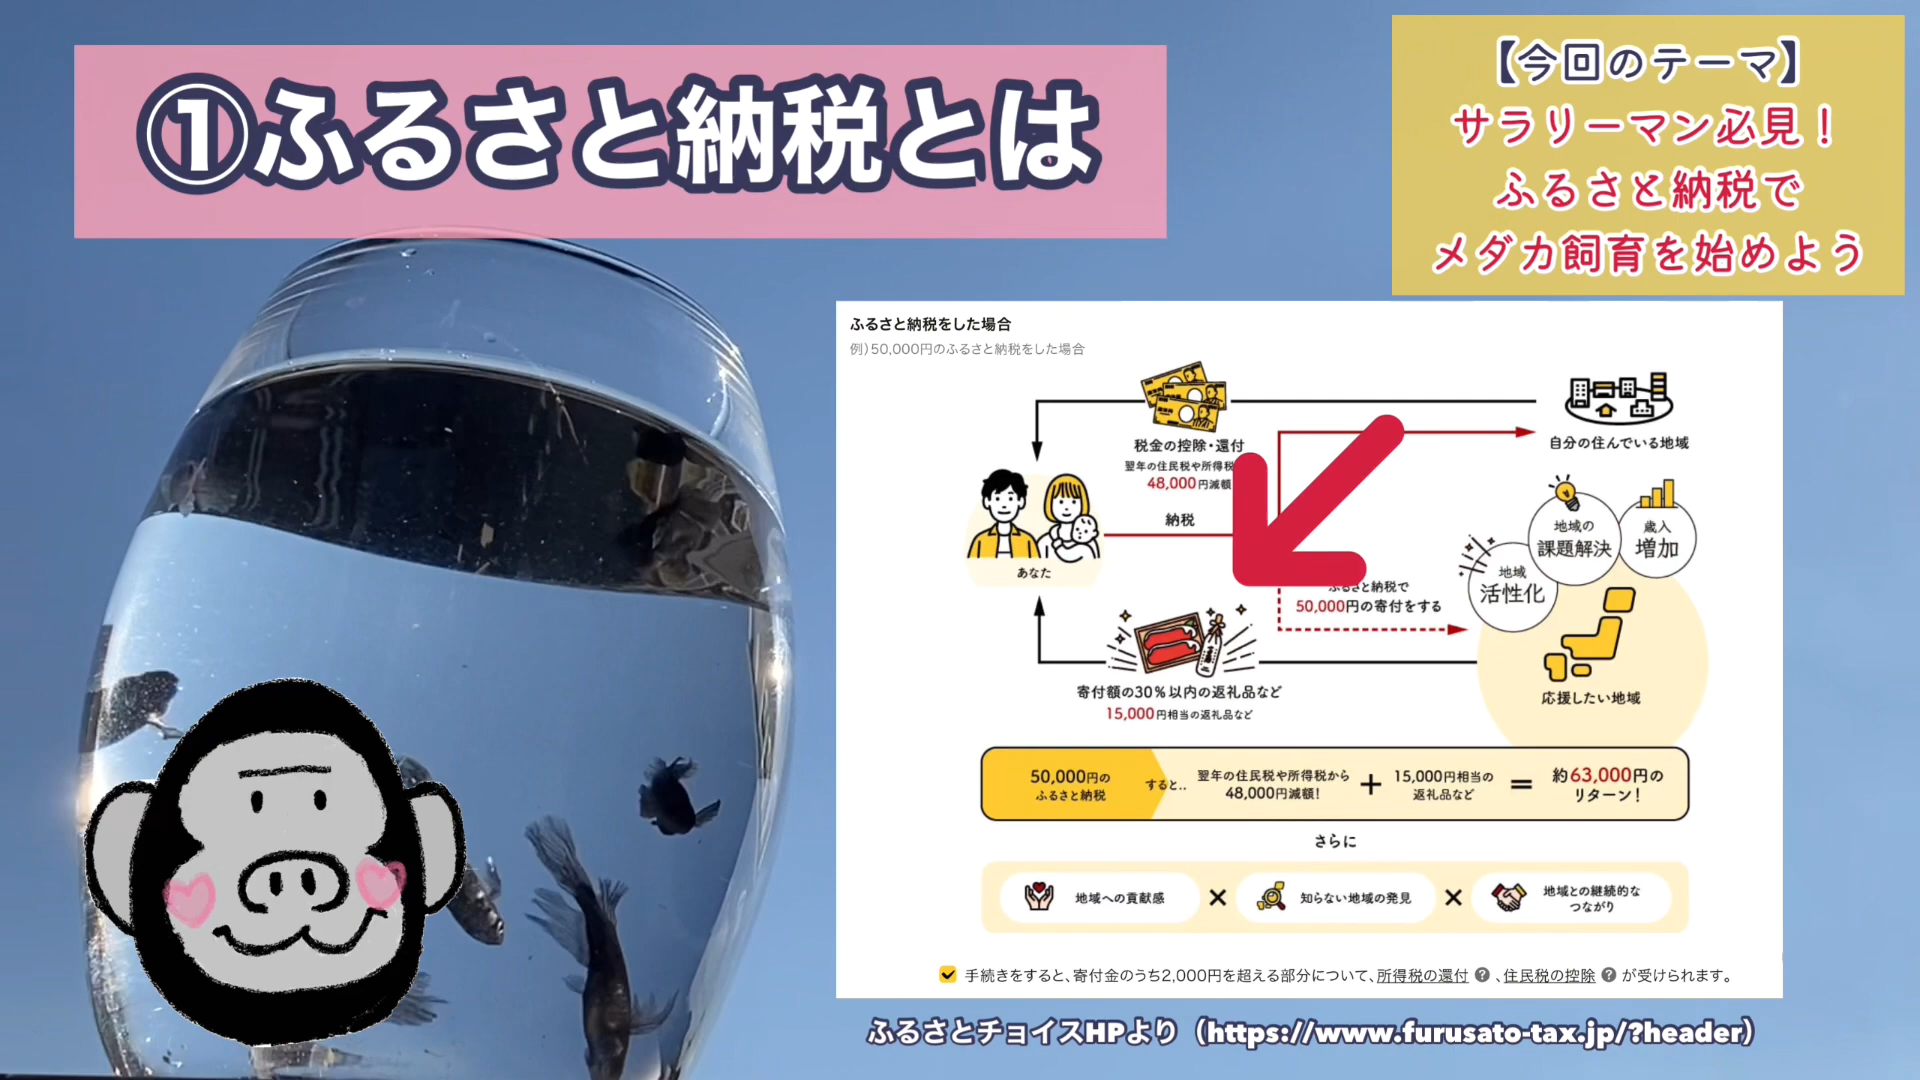 ①ふるさと納税とは
【今回のテーマ】
サラリーマン必見！
ふるさと納税で
メダカ飼育を始めよう
ふるさと納税をした場合
例）50,000円のふるさと納税をした場合
税金の控除・還付
翌年の住民税や所得税
48,000円減額
自分の住んでいる地域
納税
あなた
地域の
課題解決
歳入
増加
地域
活性化
ふるさと納税で
50,000円の寄付をする
応援したい地域
寄付額の30％以内の返礼品など
15,000円相当の返礼品など
50,000円の
ふるさと納税
すると..
翌年の住民税や所得税から
48,000円減額！
＋
15,000円相当の
返礼品など
＝
約63,000円の
リターン！
さらに
地域への貢献感
×
知らない地域の発見
×
地域との継続的な
つながり
手続きをすると、寄付金のうち2,000円を超える部分について、所得税の還付 ? 、住民税の控除 ? が受けられます。
ふるさとチョイスHPより（https://www.furusato-tax.jp/?header）